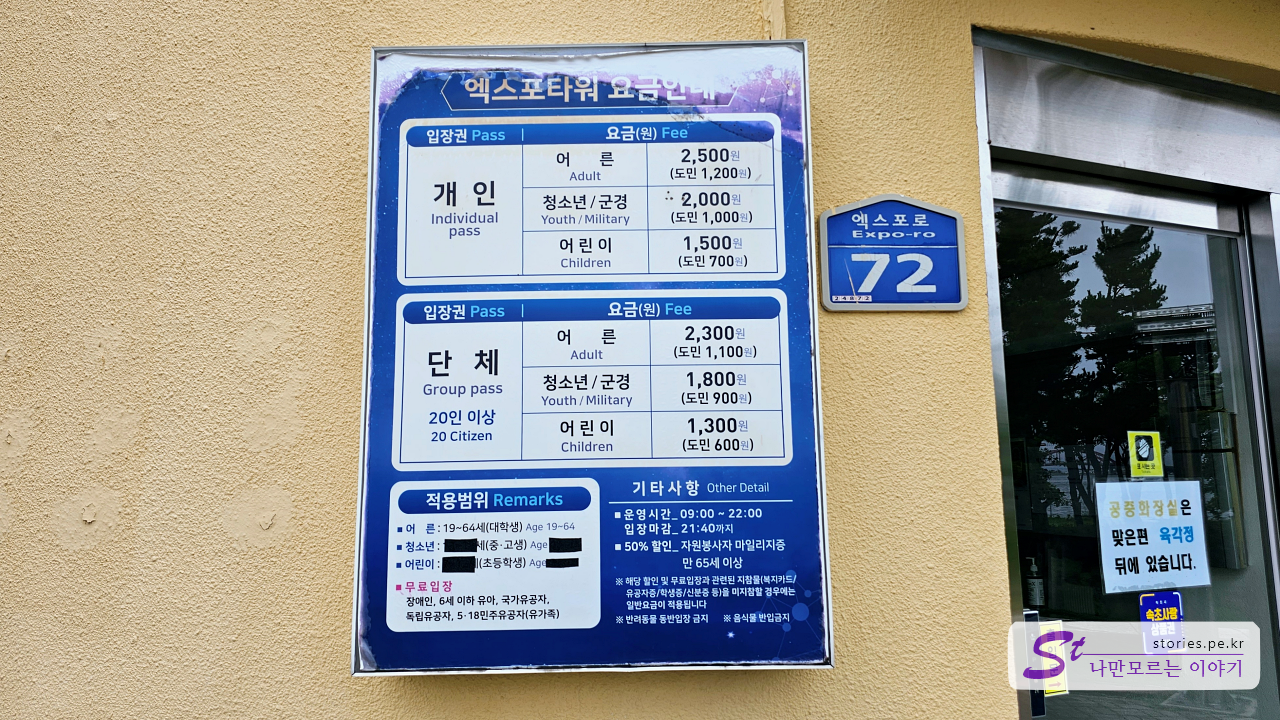 엑스포타워 요금안내
입장권 Pass | 요금(원) Fee
개 인
Individual
pass
어 른
Adult
2,500원
(도민 1,200원)
청소년 / 군경
Youth / Military
2,000원
(도민 1,000원)
어 린 이
Children
1,500원
(도민 700원)
입장권 Pass | 요금(원) Fee
단 체
Group pass
20인 이상
20 Citizen
어 른
Adult
2,300원
(도민 1,100원)
청소년 / 군경
Youth / Military
1,800원
(도민 900원)
어 린 이
Children
1,300원
(도민 600원)
적용범위 Remarks
■ 어 른 : 19~64세(대학생) Age 19~64
■ 청소년 : 세(중·고생) Age
■ 어린이 : 세(초등학생) Age
■ 무료입장
장애인, 6세 이하 유아, 국가유공자,
독립유공자, 5·18민주유공자(유가족)
기타사항 Other Detail
■ 운영시간_ 09:00 ~ 22:00
입장마감_ 21:40까지
■ 50% 할인_ 자원봉사자 마일리지증
만 65세 이상
※ 해당 할인 및 무료입장과 관련된 지참물(복지카드/
유공자증/학생증/신분증 등)을 미지참할 경우에는
일반요금이 적용됩니다
※ 반려동물 동반입장 금지 ※ 음식물 반입금지
엑스포로
Expo-ro
72
24872
공중화장실은
맞은편 육각정
뒤에 있습니다.
속초사랑
상품권
St
stories.pe.kr
나만모르는 이야기